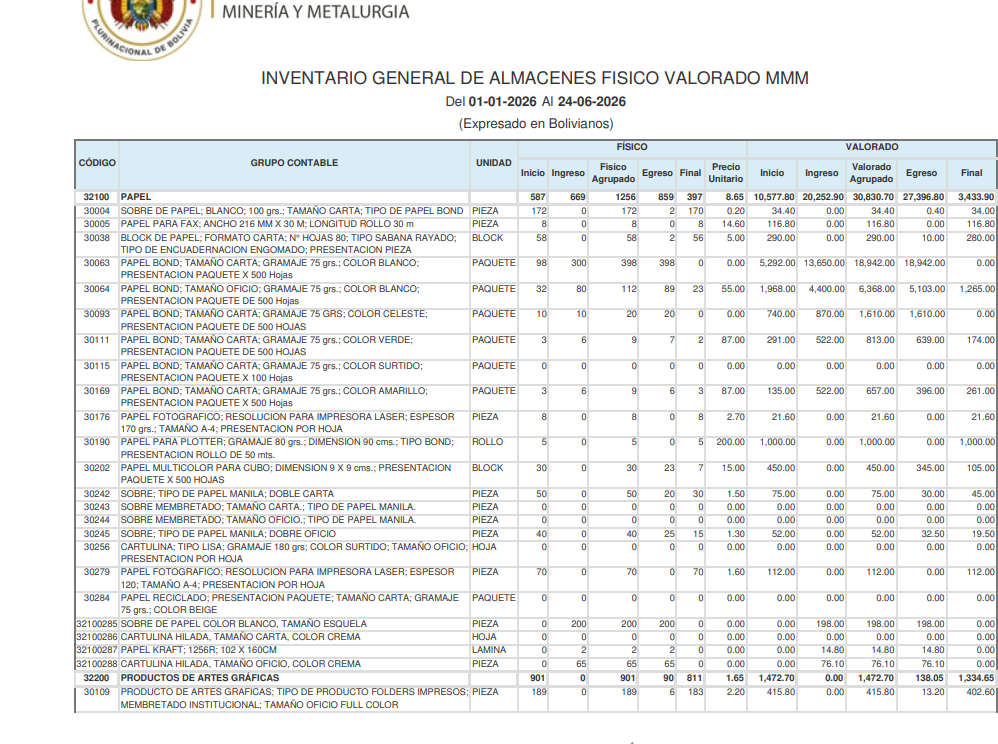 PLURINACIONAL DE BOLIVIA
MINERÍA Y METALURGIA
INVENTARIO GENERAL DE ALMACENES FISICO VALORADO MMM
Del 01-01-2026 Al 24-06-2026
(Expresado en Bolivianos)
CÓDIGO GRUPO CONTABLE UNIDAD FÍSICO VALORADO
Inicio Ingreso Fisico Agrupado Egreso Final Precio Unitario Inicio Ingreso Valorado Agrupado Egreso Final
32100 PAPEL 587 669 1256 859 397 8.65 10,577.80 20,252.90 30,830.70 27,396.80 3,433.90
30004 SOBRE DE PAPEL; BLANCO; 100 grs.; TAMAÑO CARTA; TIPO DE PAPEL BOND PIEZA 172 0 172 2 170 0.20 34.40 0.00 34.40 0.40 34.00
30005 PAPEL PARA FAX; ANCHO 216 MM X 30 M; LONGITUD ROLLO 30 m PIEZA 8 0 8 0 8 14.60 116.80 0.00 116.80 0.00 116.80
30038 BLOCK DE PAPEL; FORMATO CARTA; N° HOJAS 80; TIPO SABANA RAYADO; BLOCK 58 0 58 2 56 5.00 290.00 0.00 290.00 10.00 280.00
TIPO DE ENCUADERNACION ENGOMADO; PRESENTACION PIEZA
30063 PAPEL BOND; TAMAÑO CARTA; GRAMAJE 75 grs.; COLOR BLANCO; PAQUETE 98 300 398 398 0 0.00 5,292.00 13,650.00 18,942.00 18,942.00 0.00
PRESENTACION PAQUETE X 500 Hojas
30064 PAPEL BOND; TAMAÑO OFICIO; GRAMAJE 75 grs.; COLOR BLANCO; PAQUETE 32 80 112 89 23 55.00 1,968.00 4,400.00 6,368.00 5,103.00 1,265.00
PRESENTACION PAQUETE DE 500 Hojas
30093 PAPEL BOND; TAMAÑO CARTA; GRAMAJE 75 GRS; COLOR CELESTE; PAQUETE 10 10 20 20 0 0.00 740.00 870.00 1,610.00 1,610.00 0.00
PRESENTACION PAQUETE DE 500 HOJAS
30111 PAPEL BOND; TAMAÑO CARTA; GRAMAJE 75 grs.; COLOR VERDE; PAQUETE 3 6 9 7 2 87.00 291.00 522.00 813.00 639.00 174.00
PRESENTACION PAQUETE DE 500 HOJAS
30115 PAPEL BOND; TAMAÑO CARTA; GRAMAJE 75 grs.; COLOR SURTIDO; PAQUETE 0 0 0 0 0 0.00 0.00 0.00 0.00 0.00 0.00
PRESENTACION PAQUETE X 100 Hojas
30169 PAPEL BOND; TAMAÑO CARTA; GRAMAJE 75 grs.; COLOR AMARILLO; PAQUETE 3 6 9 6 3 87.00 135.00 522.00 657.00 396.00 261.00
PRESENTACION PAQUETE X 500 Hojas
30176 PAPEL FOTOGRAFICO; RESOLUCION PARA IMPRESORA LASER; ESPESOR PIEZA 8 0 8 0 8 2.70 21.60 0.00 21.60 0.00 21.60
170 grs.; TAMAÑO A-4; PRESENTACION POR HOJA
30190 PAPEL PARA PLOTTER; GRAMAJE 80 grs.; DIMENSION 90 cms.; TIPO BOND; ROLLO 5 0 5 0 5 200.00 1,000.00 0.00 1,000.00 0.00 1,000.00
PRESENTACION ROLLO DE 50 mts.
30202 PAPEL MULTICOLOR PARA CUBO; DIMENSION 9 X 9 cms.; PRESENTACION BLOCK 30 0 30 23 7 15.00 450.00 0.00 450.00 345.00 105.00
PAQUETE X 500 HOJAS
30242 SOBRE; TIPO DE PAPEL MANILA; DOBLE CARTA PIEZA 50 0 50 20 30 1.50 75.00 0.00 75.00 30.00 45.00
30243 SOBRE MEMBRETADO; TAMAÑO CARTA.; TIPO DE PAPEL MANILA. PIEZA 0 0 0 0 0 0.00 0.00 0.00 0.00 0.00 0.00
30244 SOBRE MEMBRETADO; TAMAÑO OFICIO.; TIPO DE PAPEL MANILA. PIEZA 0 0 0 0 0 0.00 0.00 0.00 0.00 0.00 0.00
30245 SOBRE; TIPO DE PAPEL MANILA; DOBRE OFICIO PIEZA 40 0 40 25 15 1.30 52.00 0.00 52.00 32.50 19.50
30256 CARTULINA; TIPO LISA; GRAMAJE 180 grs; COLOR SURTIDO; TAMAÑO OFICIO; HOJA 0 0 0 0 0 0.00 0.00 0.00 0.00 0.00 0.00
PRESENTACION POR HOJA
30279 PAPEL FOTOGRAFICO; RESOLUCION PARA IMPRESORA LASER; ESPESOR PIEZA 70 0 70 0 70 1.60 112.00 0.00 112.00 0.00 112.00
120; TAMAÑO A-4; PRESENTACION POR HOJA
30284 PAPEL RECICLADO; PRESENTACION PAQUETE; TAMAÑO CARTA; GRAMAJE PAQUETE 0 0 0 0 0 0.00 0.00 0.00 0.00 0.00 0.00
75 grs.; COLOR BEIGE
32100285 SOBRE DE PAPEL COLOR BLANCO, TAMAÑO ESQUELA PIEZA 0 200 200 200 0 0.00 0.00 198.00 198.00 198.00 0.00
32100286 CARTULINA HILADA, TAMAÑO CARTA, COLOR CREMA HOJA 0 0 0 0 0 0.00 0.00 0.00 0.00 0.00 0.00
32100287 PAPEL KRAFT; 1256R; 102 X 160CM LAMINA 0 2 2 2 0 0.00 0.00 14.80 14.80 14.80 0.00
32100288 CARTULINA HILADA, TAMAÑO OFICIO, COLOR CREMA PIEZA 0 65 65 65 0 0.00 0.00 76.10 76.10 76.10 0.00
32200 PRODUCTOS DE ARTES GRÁFICAS 901 0 901 90 811 1.65 1,472.70 0.00 1,472.70 138.05 1,334.65
30109 PRODUCTO DE ARTES GRAFICAS; TIPO DE PRODUCTO FOLDERS IMPRESOS; PIEZA 189 0 189 6 183 2.20 415.80 0.00 415.80 13.20 402.60
MEMBRETADO INSTITUCIONAL; TAMAÑO OFICIO FULL COLOR